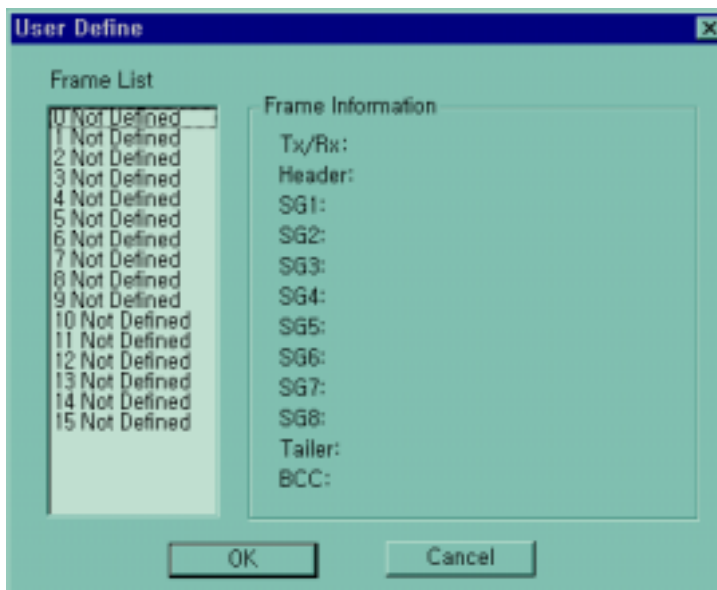 User Define
Frame List
0 Not Defined
1 Not Defined
2 Not Defined
3 Not Defined
4 Not Defined
5 Not Defined
6 Not Defined
7 Not Defined
8 Not Defined
9 Not Defined
10 Not Defined
11 Not Defined
12 Not Defined
13 Not Defined
14 Not Defined
15 Not Defined
Frame Information
Tx/Rx:
Header:
SG1:
SG2:
SG3:
SG4:
SG5:
SG6:
SG7:
SG8:
Tailer:
BCC:
OK
Cancel